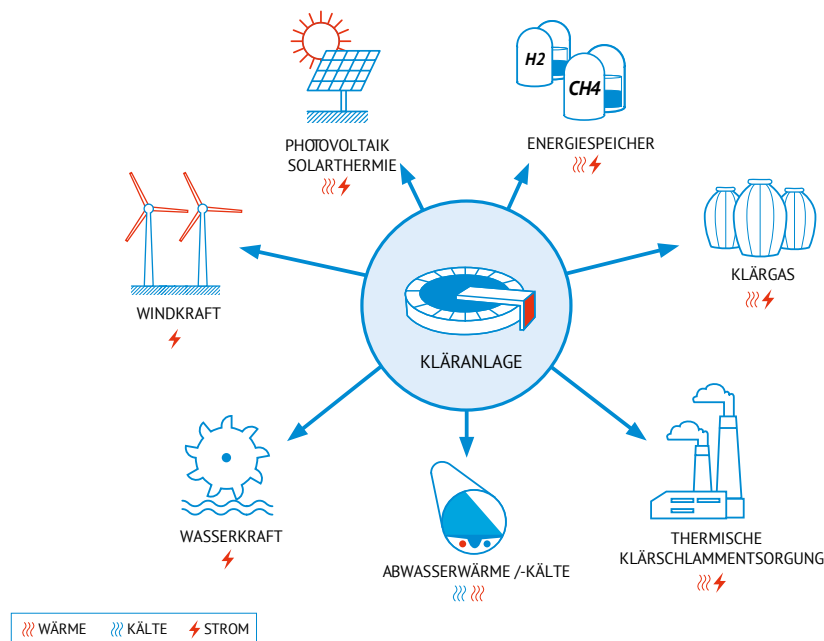 H2
CH4
PHOTOVOLTAIK
SOLARTHERMIE
ENERGIESPEICHER
WINDKRAFT
KLÄRGAS
KLÄRANLAGE
WASSERKRAFT
ABWASSERWÄRME /-KÄLTE
THERMISCHE
KLÄRSCHLAMMENTSORGUNG
WÄRME KÄLTE STROM